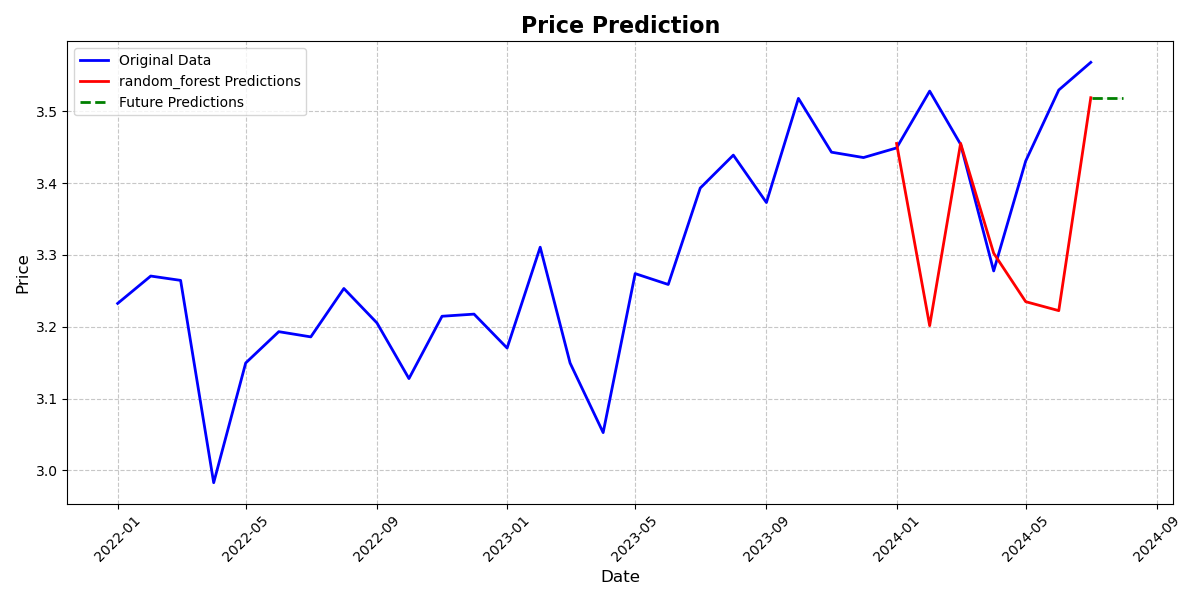 Price Prediction
Original Data
random_forest Predictions
Future Predictions
Price
3.5
3.4
3.3
3.2
3.1
3.0
2022-01
2022-05
2022-09
2023-01
2023-05
2023-09
2024-01
2024-05
2024-09
Date